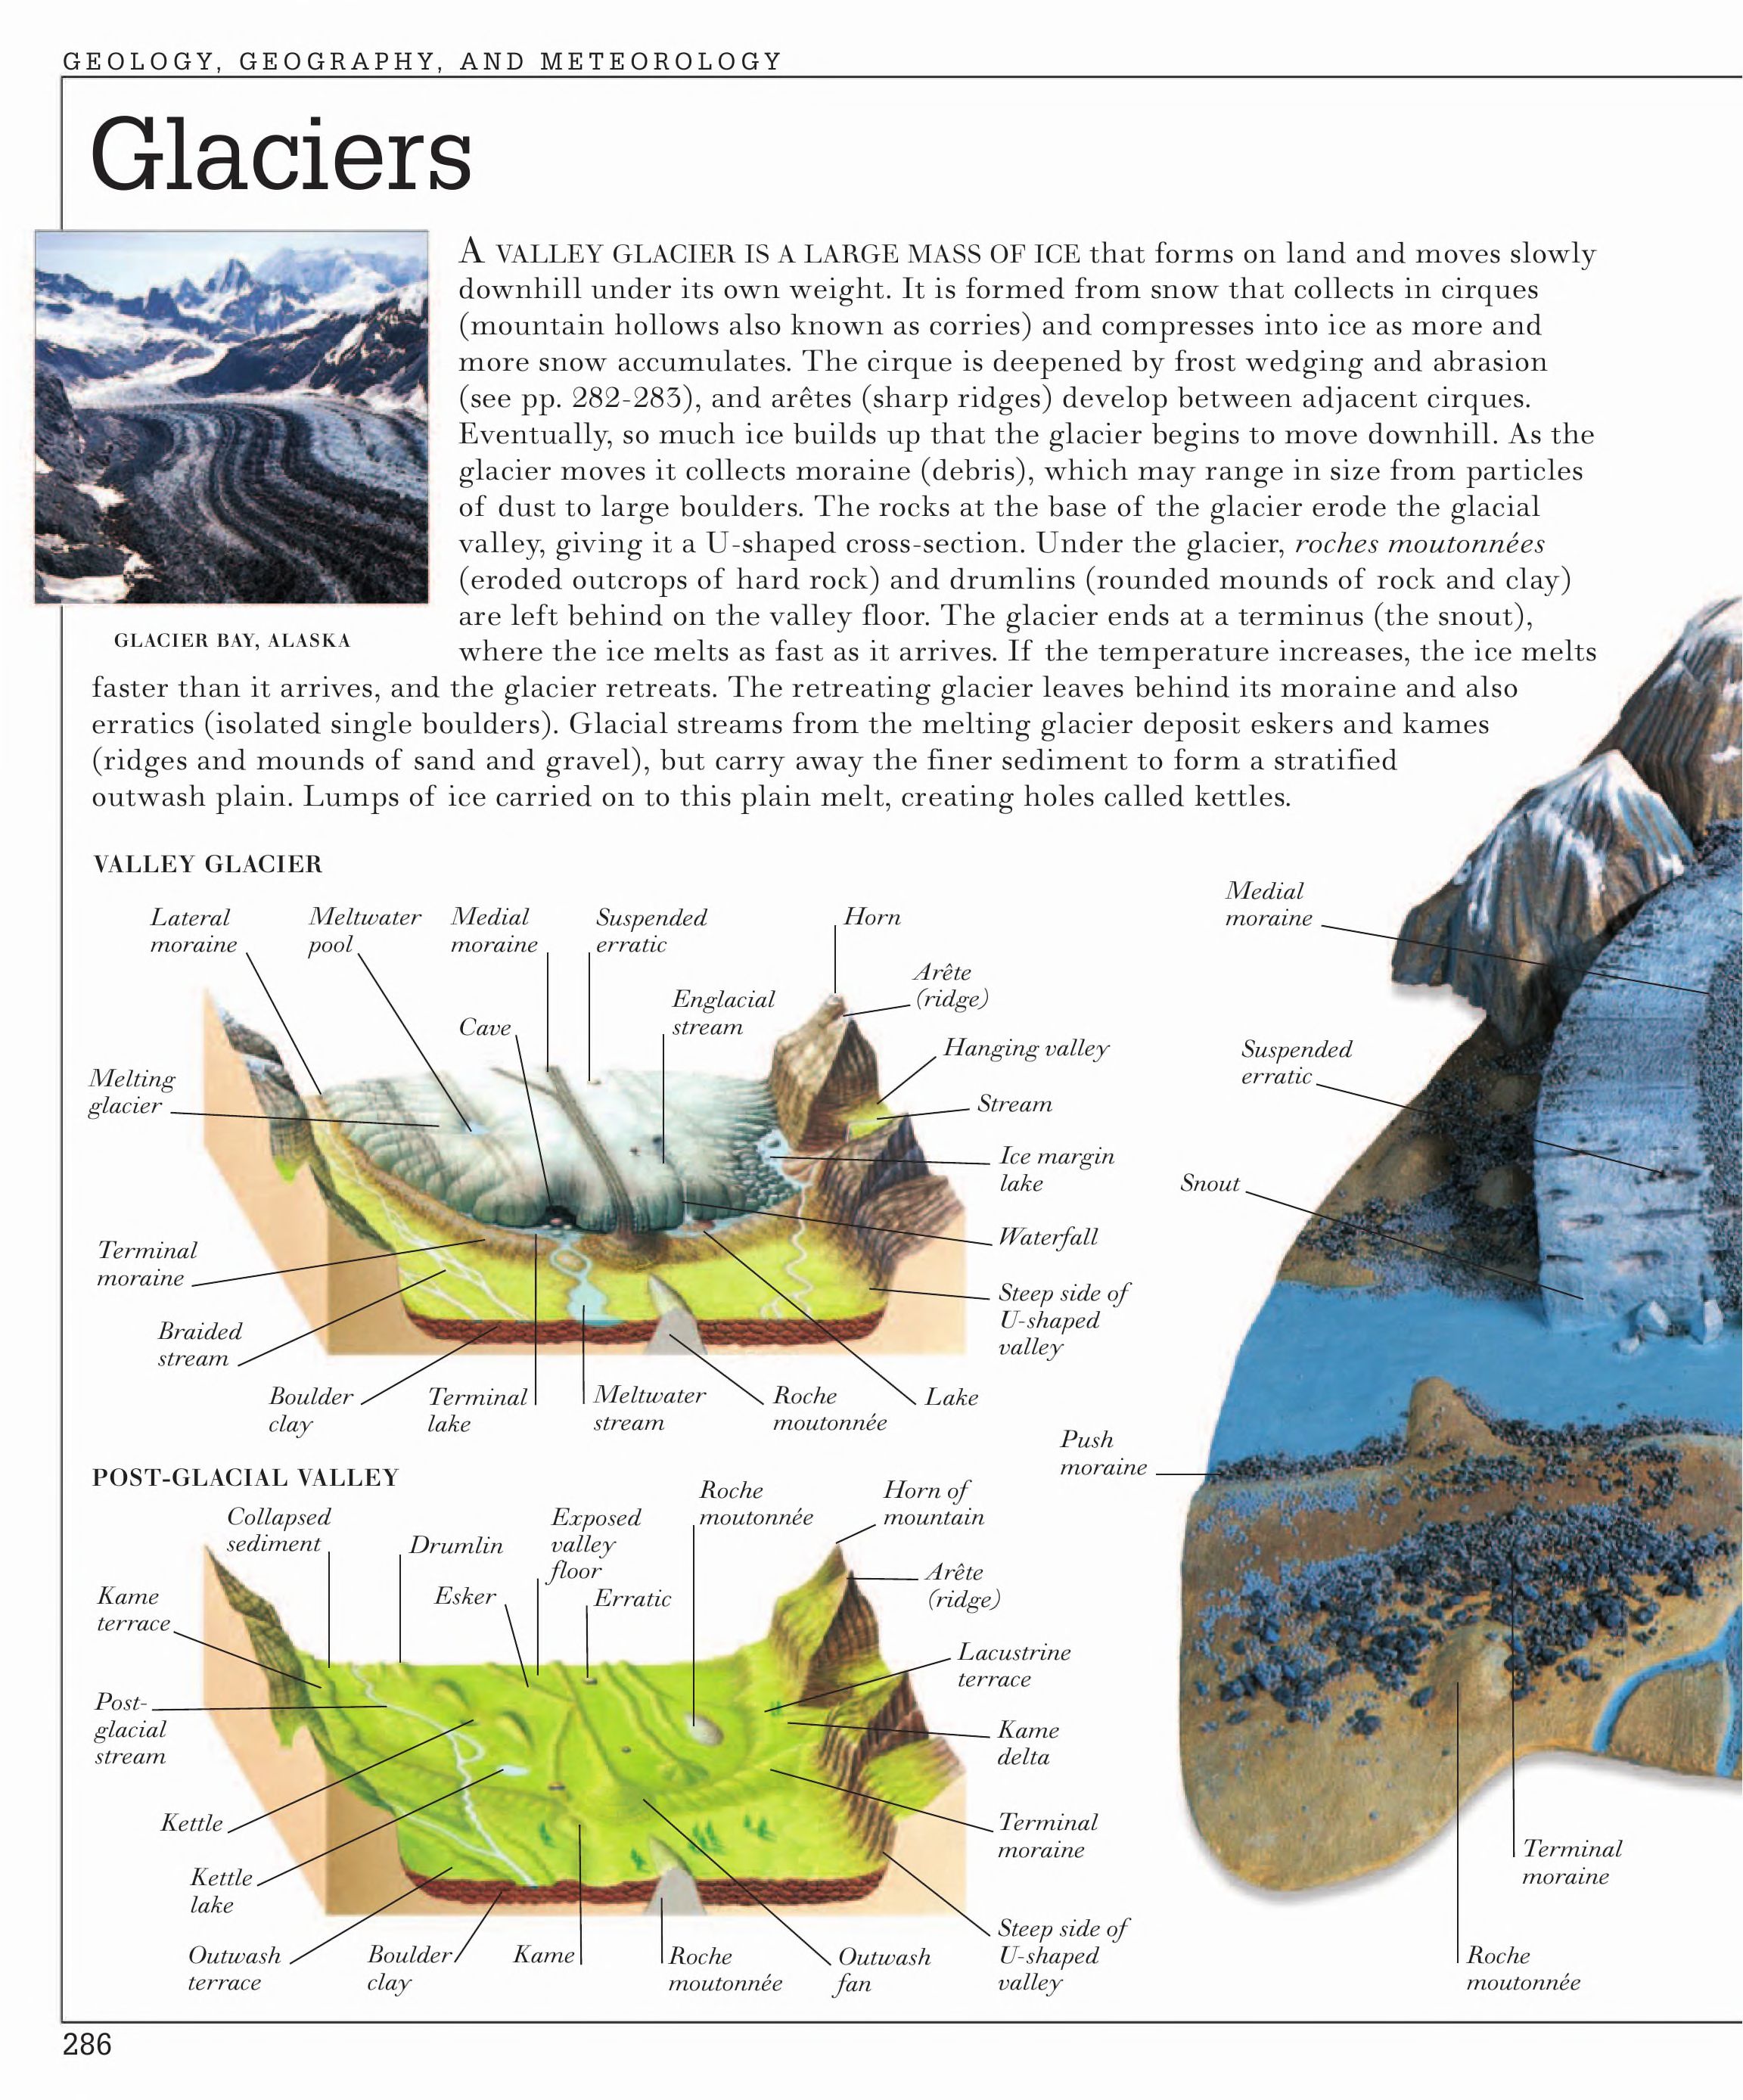 GEOLOGY, GEOGRAPHY, AND METEOROLOGY
Glaciers
A VALLEY GLACIER IS A LARGE MASS OF ICE that forms on land and moves slowly
downhill under its own weight. It is formed from snow that collects in cirques
(mountain hollows also known as corries) and compresses into ice as more and
more snow accumulates. The cirque is deepened by frost wedging and abrasion
(see pp. 282-283), and arêtes (sharp ridges) develop between adjacent cirques.
Eventually, so much ice builds up that the glacier begins to move downhill. As the
glacier moves it collects moraine (debris), which may range in size from particles
of dust to large boulders. The rocks at the base of the glacier erode the glacial
valley, giving it a U-shaped cross-section. Under the glacier, roches moutonnées
(eroded outcrops of hard rock) and drumlins (rounded mounds of rock and clay)
are left behind on the valley floor. The glacier ends at a terminus (the snout),
where the ice melts as fast as it arrives. If the temperature increases, the ice melts
faster than it arrives, and the glacier retreats. The retreating glacier leaves behind its moraine and also
erratics (isolated single boulders). Glacial streams from the melting glacier deposit eskers and kames
(ridges and mounds of sand and gravel), but carry away the finer sediment to form a stratified
outwash plain. Lumps of ice carried on to this plain melt, creating holes called kettles.
GLACIER BAY, ALASKA
VALLEY GLACIER
Lateral
moraine
Meltwater
pool
Medial
moraine
Suspended
erratic
Horn
Arête
(ridge)
Englacial
stream
Cave
Hanging valley
Melting
glacier
Stream
Ice margin
lake
Waterfall
Terminal
moraine
Steep side of
U-shaped
valley
Braided
stream
Boulder
clay
Terminal
lake
Meltwater
stream
Roche
moutonnée
Lake
POST-GLACIAL VALLEY
Collapsed
sediment
Drumlin
Exposed
valley
floor
Roche
moutonnée
Horn of
mountain
Kame
terrace
Esker
Erratic
Arête
(ridge)
Lacustrine
terrace
Post-
glacial
stream
Kame
delta
Kettle
Terminal
moraine
Kettle
lake
Outwash
terrace
Boulder
clay
Kame
Roche
moutonnée
Outwash
fan
Steep side of
U-shaped
valley
Medial
moraine
Suspended
erratic
Snout
Push
moraine
Terminal
moraine
Roche
moutonnée
286